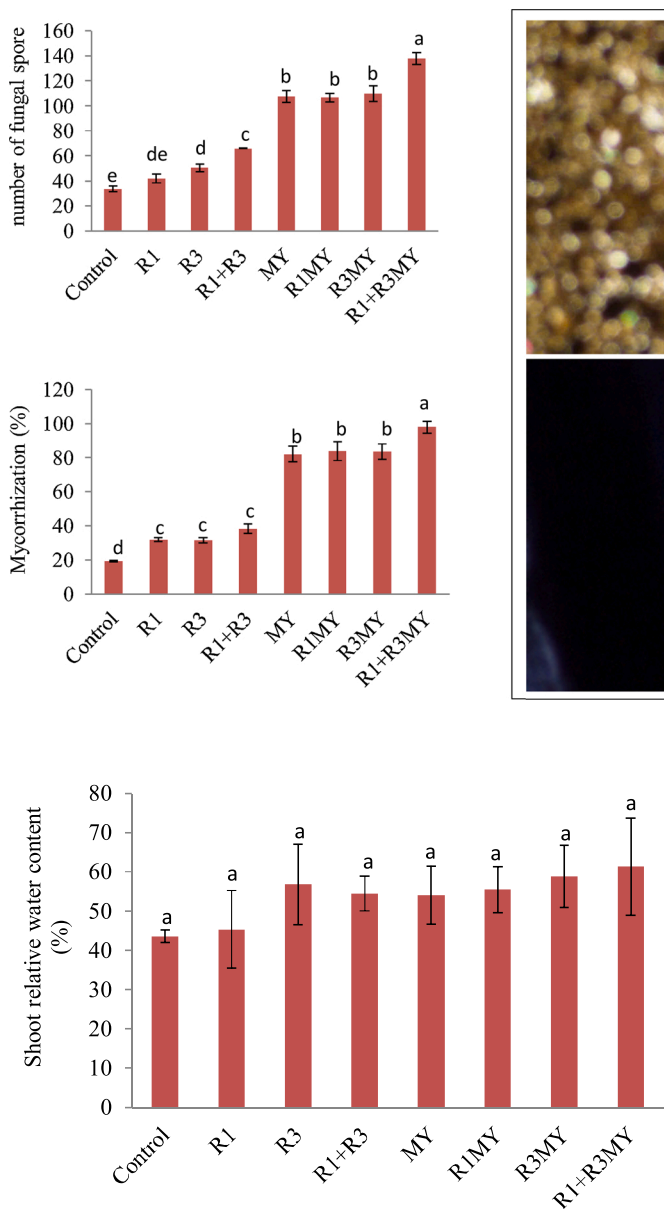 number of fungal spore
160
140
120
100
80
60
40
20
0
e
de
d
c
b
b
b
a
Control
R1
R3
R1+R3
MY
R1MY
R3MY
R1+R3MY
Mycorrhization (%)
120
100
80
60
40
20
0
d
c
c
c
b
b
b
a
Control
R1
R3
R1+R3
MY
R1MY
R3MY
R1+R3MY
Shoot relative water content
(%)
80
70
60
50
40
30
20
10
0
a
a
a
a
a
a
a
a
Control
R1
R3
R1+R3
MY
R1MY
R3MY
R1+R3MY